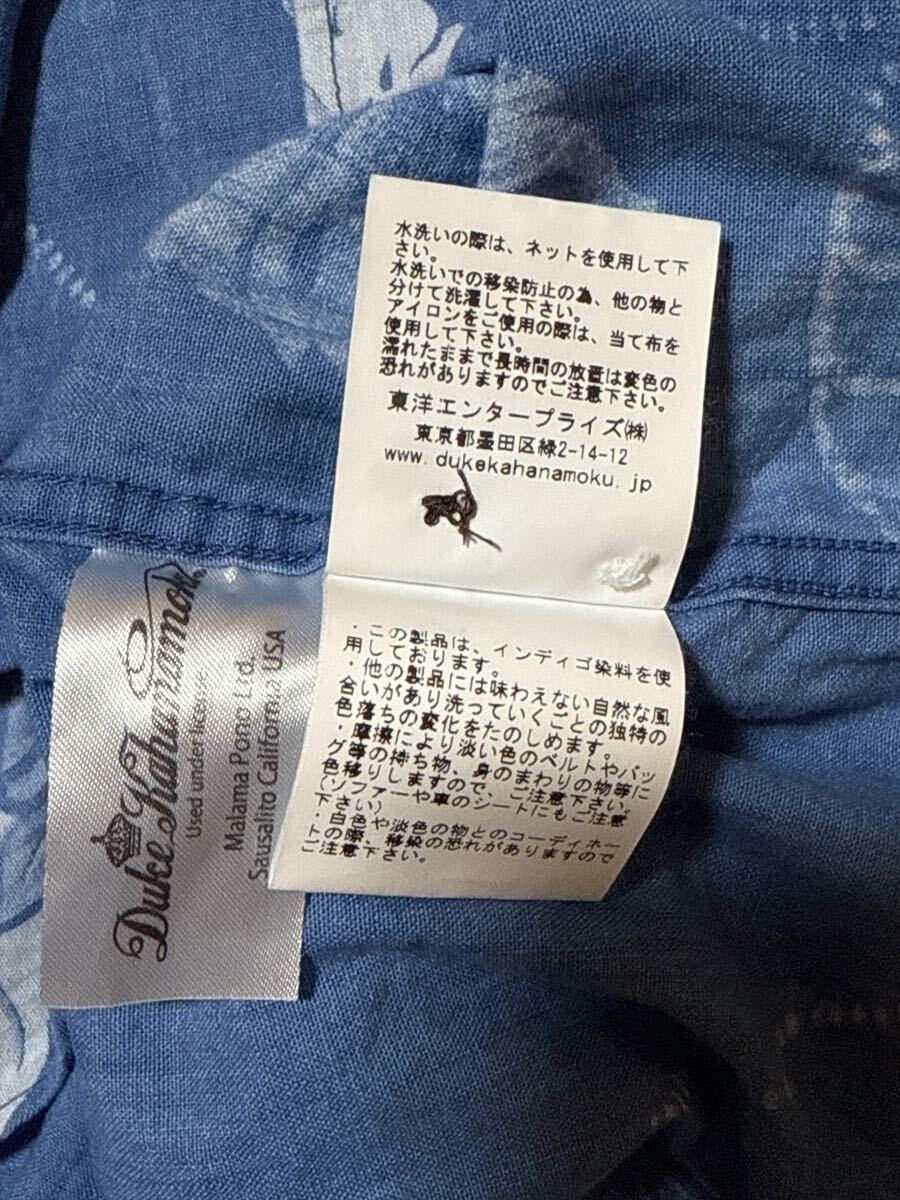 水洗いの際は、ネットを使用して下
さい。
水洗いでの移染防止の為、他の物と
分けて洗濯して下さい。
アイロンをご使用の際は、当て布を
使用して下さい。
濡れたままで長時間の放置は変色の
恐れがありますのでご注意下さい。
東洋エンタープライズ㈱
東京都墨田区緑2-14-12
www.dukekahanamoku.jp
・この製品は、インディゴ染料を使
用しております。
・他の製品には味わえない自然な風
合いがあり洗っていくごとの独特の
色落ちの変化をたのしめます。
・摩擦により淡い色のベルトやバッ
グ等の持ち物、身のまわりの物等に
色移りしますので、ご注意下さい。
(ソファーや車のシートにもご注意
下さい)
・白色や淡色の物とのコーディネー
トの際、移染の恐れがありますので
ご注意下さい。
Duke Kahanamoku
Used under license
Malama Pono Ltd.
Sausalito California USA